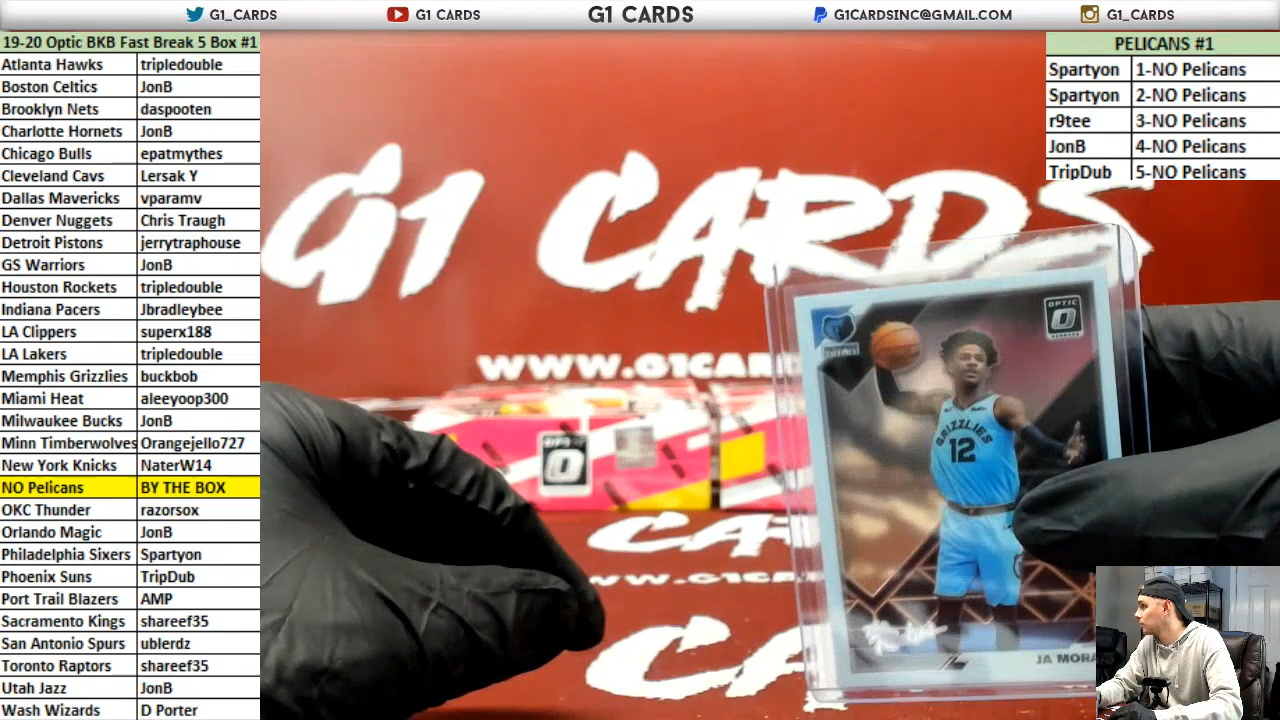 G1_CARDS
G1 CARDS
G1 CARDS
G1CARDSINC@GMAIL.COM
G1_CARDS
19-20 Optic BKB Fast Break 5 Box #1
Atlanta Hawks tripledouble
Boston Celtics JonB
Brooklyn Nets daspooten
Charlotte Hornets JonB
Chicago Bulls epatmythes
Cleveland Cavs Lersak Y
Dallas Mavericks vparamv
Denver Nuggets Chris Traugh
Detroit Pistons jerrytraphouse
GS Warriors JonB
Houston Rockets tripledouble
Indiana Pacers Jbradleybee
LA Clippers superx188
LA Lakers tripledouble
Memphis Grizzlies buckbob
Miami Heat aleeyoop300
Milwaukee Bucks JonB
Minn Timberwolves Orangejello727
New York Knicks NaterW14
NO Pelicans BY THE BOX
OKC Thunder razorsox
Orlando Magic JonB
Philadelphia Sixers Spartyon
Phoenix Suns TripDub
Port Trail Blazers AMP
Sacramento Kings shareef35
San Antonio Spurs ublerdz
Toronto Raptors shareef35
Utah Jazz JonB
Wash Wizards D Porter
PELICANS #1
Spartyon 1-NO Pelicans
Spartyon 2-NO Pelicans
r9tee 3-NO Pelicans
JonB 4-NO Pelicans
TripDub 5-NO Pelicans
G1 CARDS
WWW.G1CARD
OPTIC
GRIZZLIES
12
JA MORA
CA
WWW.G1C
CA